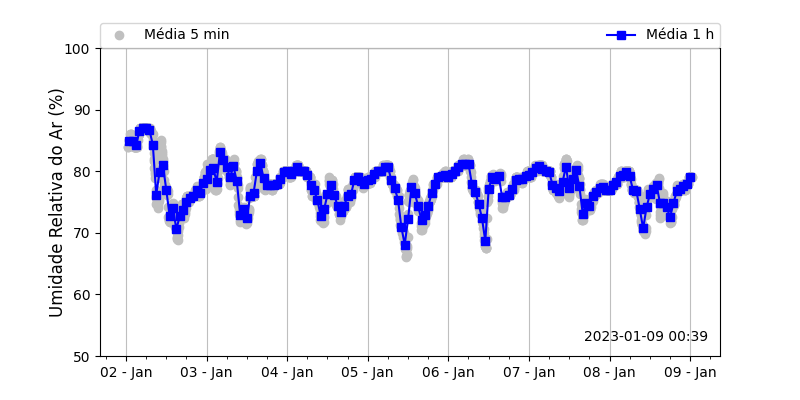 Média 5 min
Média 1 h
Umidade Relativa do Ar (%)
100
90
80
70
60
50
2023-01-09 00:39
02 - Jan
03 - Jan
04 - Jan
05 - Jan
06 - Jan
07 - Jan
08 - Jan
09 - Jan